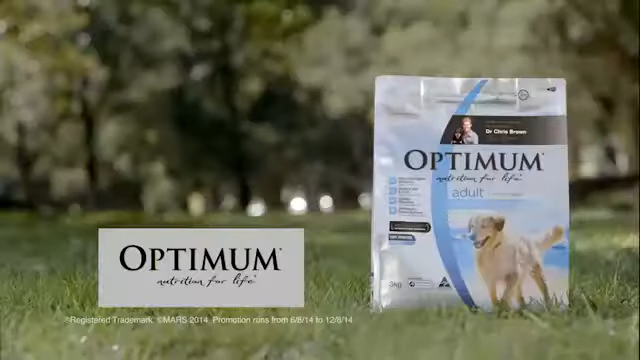 Dr Chris Brown
OPTIMUM
nutrition for life
adult
3kg
OPTIMUM
nutrition for life
®Registered Trademark. ©MARS 2014. Promotion runs from 6/8/14 to 12/8/14